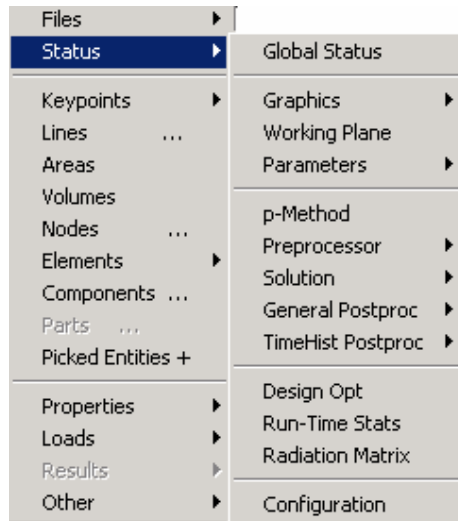 Files
Status
Keypoints
Lines ...
Areas
Volumes
Nodes ...
Elements
Components ...
Parts ...
Picked Entities +
Properties
Loads
Results
Other
Global Status
Graphics
Working Plane
Parameters
p-Method
Preprocessor
Solution
General Postproc
TimeHist Postproc
Design Opt
Run-Time Stats
Radiation Matrix
Configuration